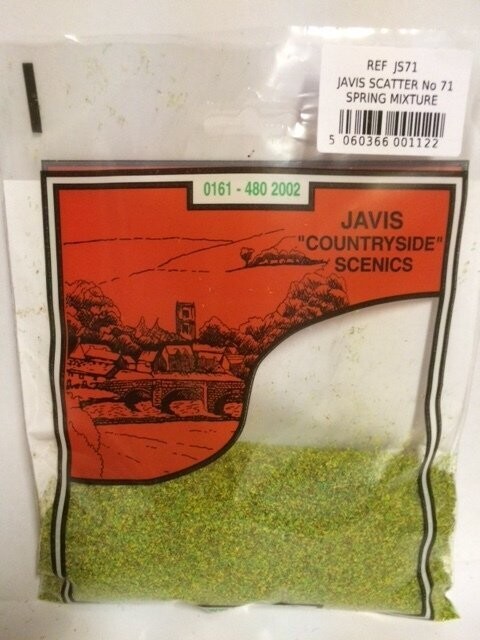 REF JS71
JAVIS SCATTER No 71
SPRING MIXTURE
5 060366 001122
0161 - 480 2002
JAVIS
"COUNTRYSIDE"
SCENICS